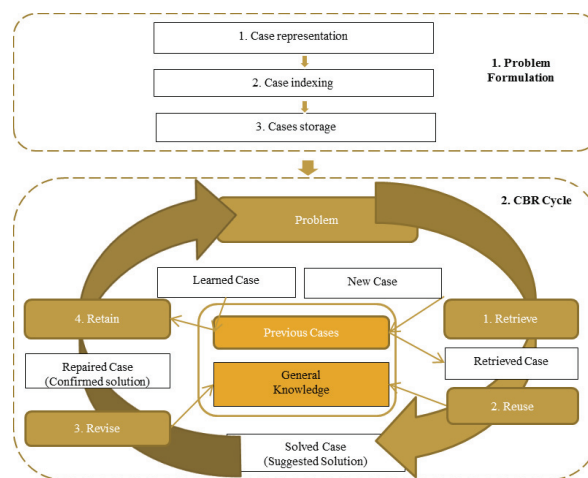 1. Case representation
2. Case indexing
3. Cases storage
1. Problem
Formulation
2. CBR Cycle
Problem
Learned Case
New Case
4. Retain
Previous Cases
1. Retrieve
Repaired Case
(Confirmed solution)
General
Knowledge
Retrieved Case
3. Revise
2. Reuse
Solved Case
(Suggested Solution)